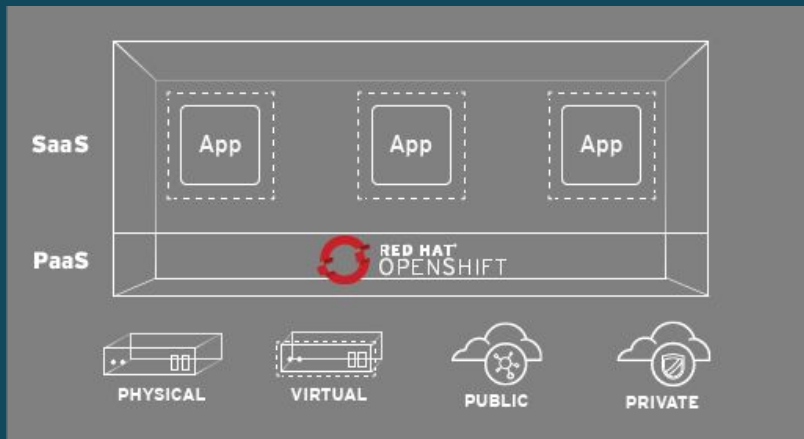 SaaS
App App App
PaaS
RED HAT®
OPENSHIFT
PHYSICAL VIRTUAL PUBLIC PRIVATE